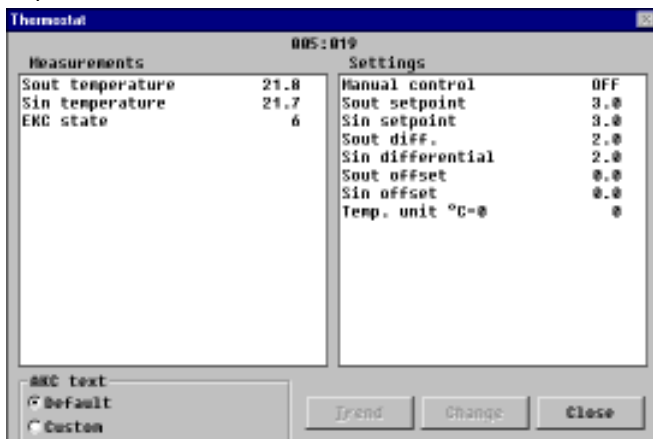 Thermostat
005:019
Measurements
Settings
Sout temperature 21.8
Sin temperature 21.7
EKC state 6
Manual control OFF
Sout setpoint 3.0
Sin setpoint 3.0
Sout diff. 2.0
Sin differential 2.0
Sout offset 0.0
Sin offset 0.0
Temp. unit °C=0 0
AKC text
Default
Custom
Trend
Change
Close